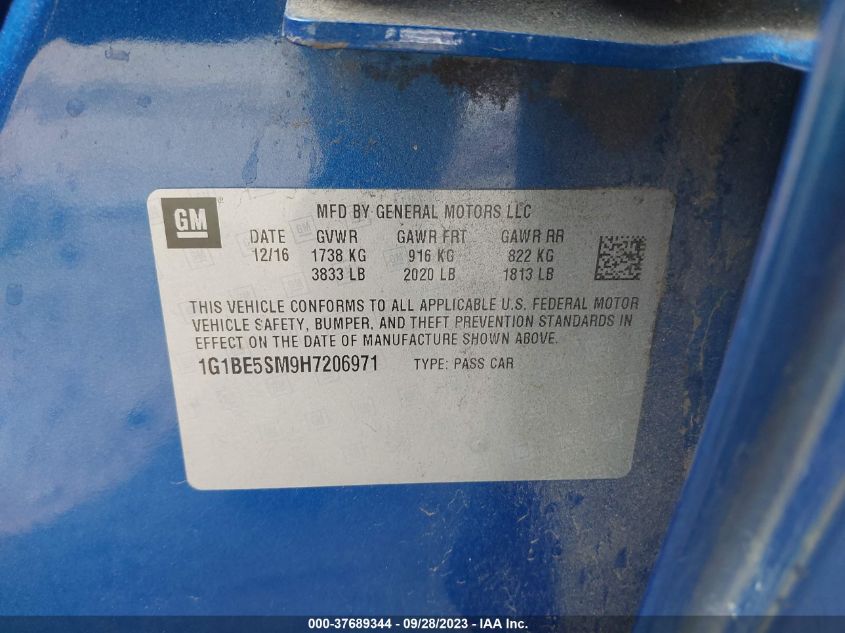 GM
MFD BY GENERAL MOTORS LLC
DATE GVWR GAWR FRT GAWR RR
12/16 1738 KG 916 KG 822 KG
3833 LB 2020 LB 1813 LB
THIS VEHICLE CONFORMS TO ALL APPLICABLE U.S. FEDERAL MOTOR
VEHICLE SAFETY, BUMPER, AND THEFT PREVENTION STANDARDS IN
EFFECT ON THE DATE OF MANUFACTURE SHOWN ABOVE.
1G1BE5SM9H7206971 TYPE: PASS CAR
000-37689344 - 09/28/2023 - IAAI.com